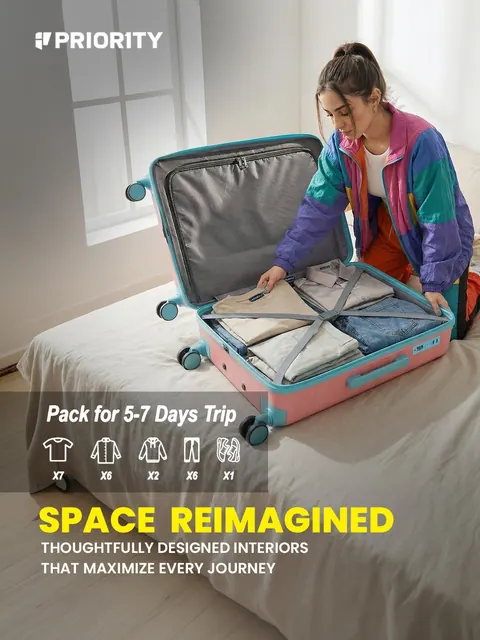 PRIORITY
Pack for 5-7 Days Trip
X7 X6 X2 X6 X1
SPACE REIMAGINED
THOUGHTFULLY DESIGNED INTERIORS
THAT MAXIMIZE EVERY JOURNEY